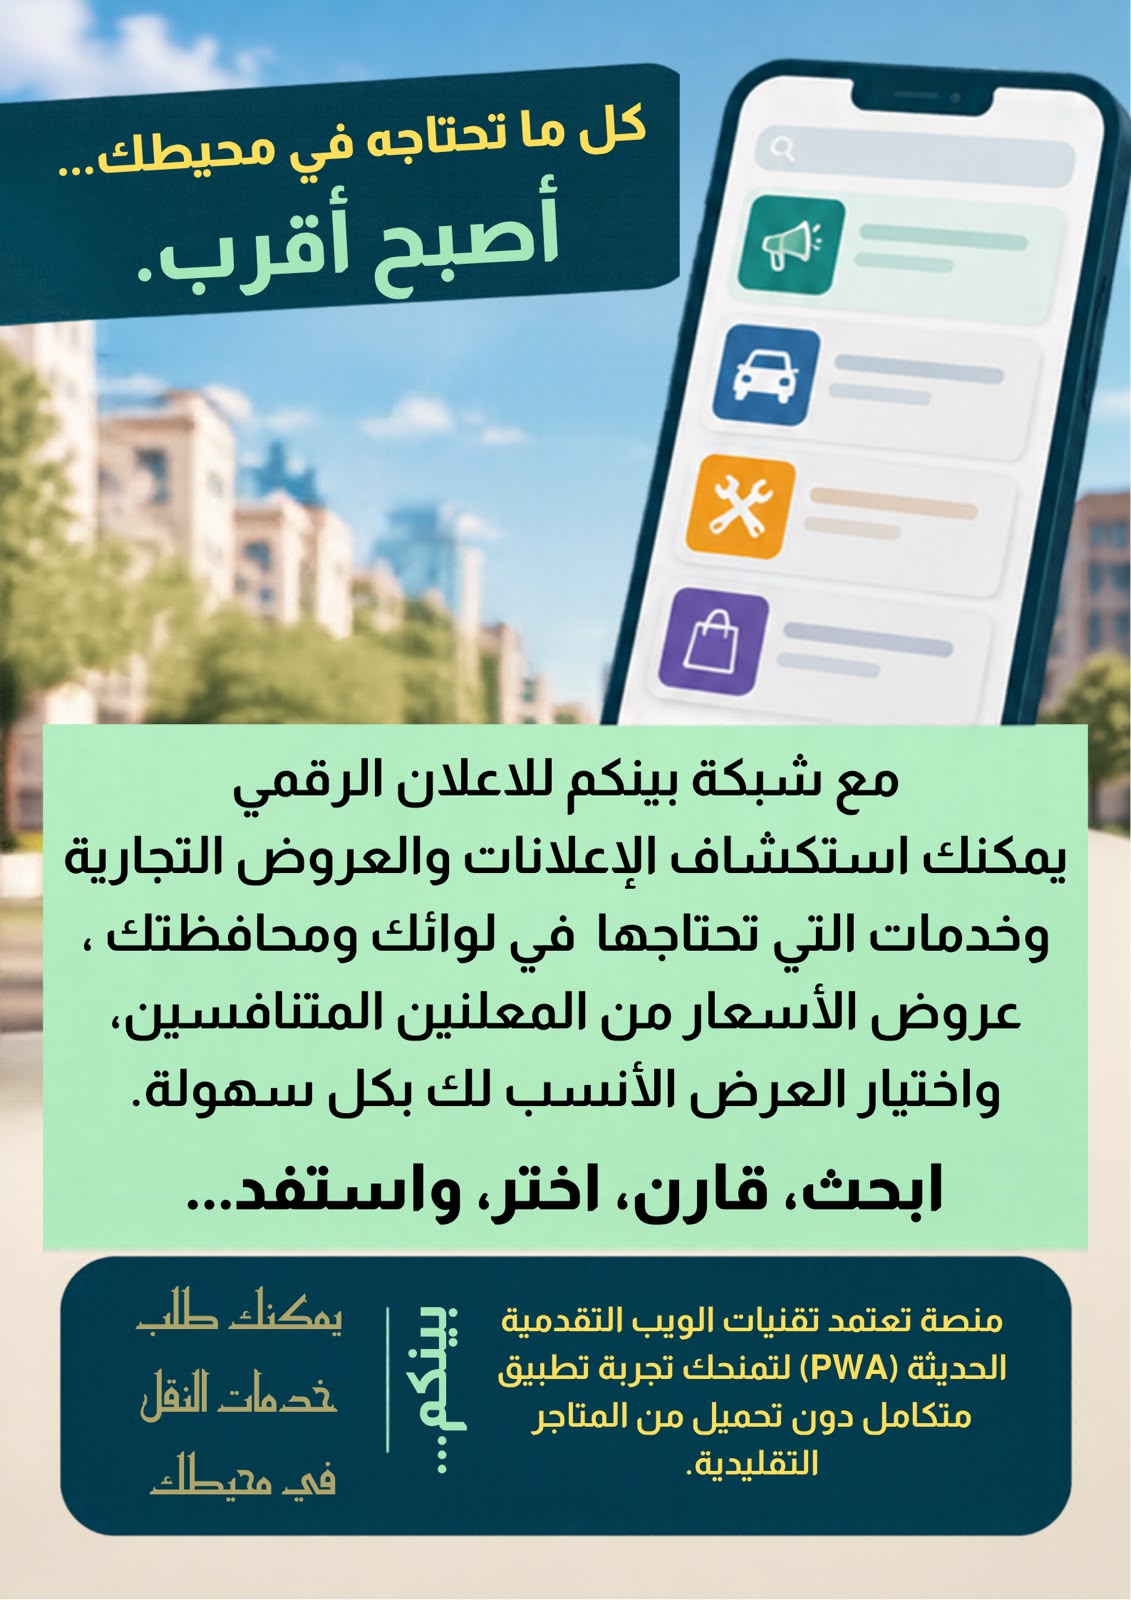 كل ما تحتاجه في محيطك...
أصبح أقرب.
مع شبكة بينكم للاعلان الرقمي
يمكنك استكشاف الإعلانات والعروض التجارية
وخدمات التي تحتاجها في لوائك ومحافظتك ،
عروض الأسعار من المعلنين المتنافسين،
واختيار العرض الأنسب لك بكل سهولة.
ابحث، قارن، اختر، واستفد...
منصة تعتمد تقنيات الويب التقدمية
الحديثة (PWA) لتمنحك تجربة تطبيق
متكامل دون تحميل من المتاجر
التقليدية.
بينكم...
يمكنك طلب
خدمات النقل
في محيطك